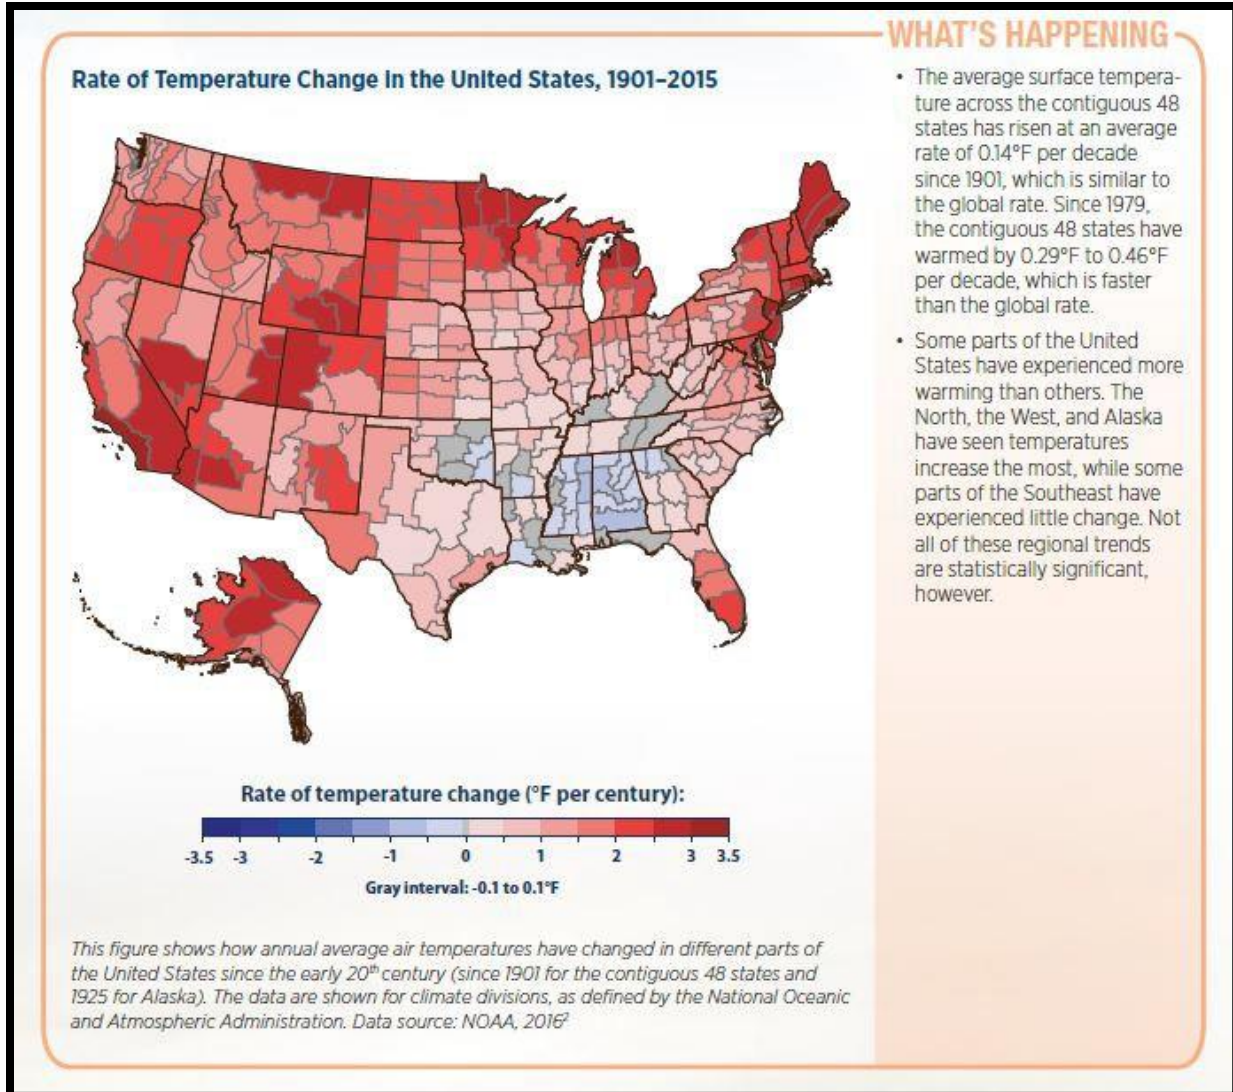 WHAT'S HAPPENING
Rate of Temperature Change in the United States, 1901–2015
• The average surface tempera-
ture across the contiguous 48
states has risen at an average
rate of 0.14°F per decade
since 1901, which is similar to
the global rate. Since 1979,
the contiguous 48 states have
warmed by 0.29°F to 0.46°F
per decade, which is faster
than the global rate.
• Some parts of the United
States have experienced more
warming than others. The
North, the West, and Alaska
have seen temperatures
increase the most, while some
parts of the Southeast have
experienced little change. Not
all of these regional trends
are statistically significant,
however.
Rate of temperature change (°F per century):
-3.5 -3 -2 -1 0 1 2 3 3.5
Gray interval: -0.1 to 0.1°F
This figure shows how annual average air temperatures have changed in different parts of
the United States since the early 20th century (since 1901 for the contiguous 48 states and
1925 for Alaska). The data are shown for climate divisions, as defined by the National Oceanic
and Atmospheric Administration. Data source: NOAA, 2016²